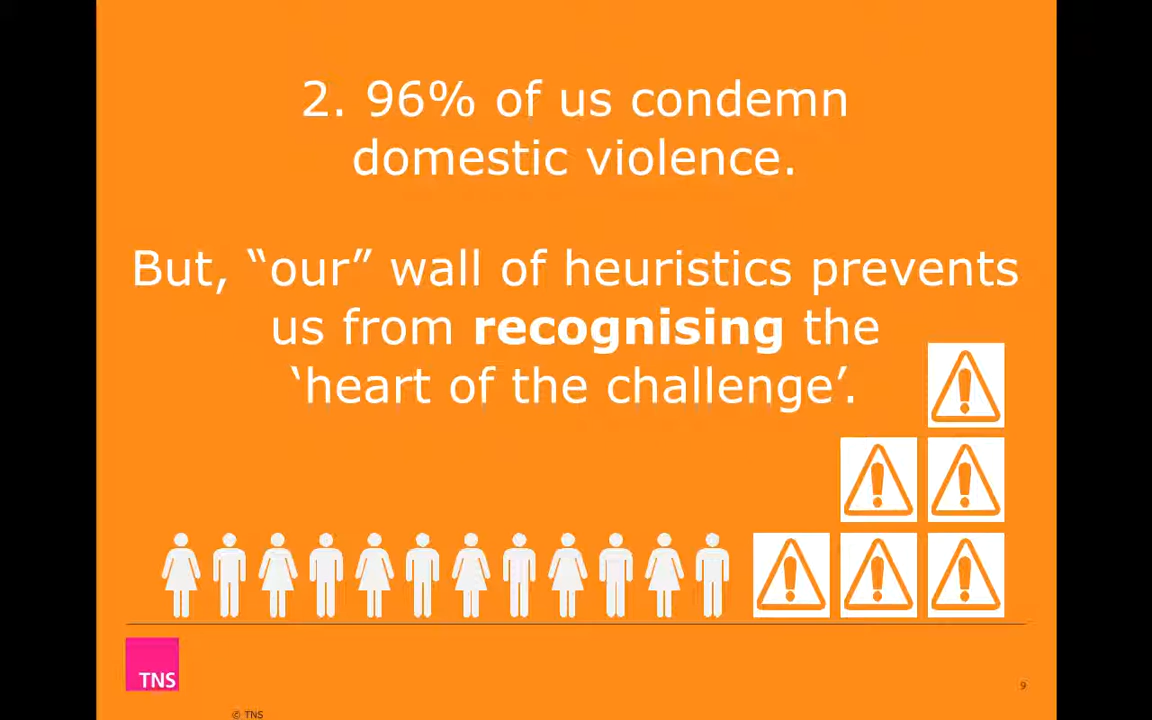 2. 96% of us condemn
domestic violence.
But, “our” wall of heuristics prevents
us from recognising the
‘heart of the challenge’.
TNS
9
© TNS